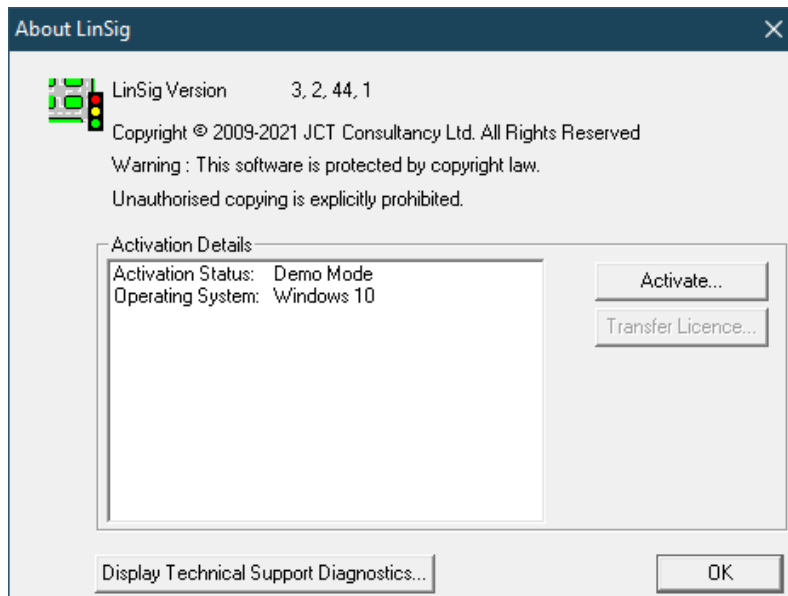 About LinSig
LinSig Version 3, 2, 44, 1
Copyright © 2009-2021 JCT Consultancy Ltd. All Rights Reserved
Warning : This software is protected by copyright law.
Unauthorised copying is explicitly prohibited.
Activation Details
Activation Status: Demo Mode
Operating System: Windows 10
Activate...
Transfer Licence...
Display Technical Support Diagnostics...
OK